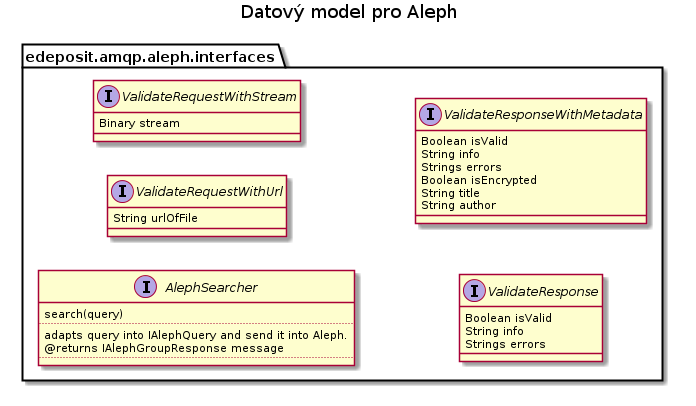 Datový model pro Aleph
edeposit.amqp.aleph.interfaces
I ValidateRequestWithStream
Binary stream
I ValidateResponseWithMetadata
Boolean isValid
String info
Strings errors
Boolean isEncrypted
String title
String author
I ValidateRequestWithUrl
String urlOfFile
I AlephSearcher
search(query)
adapts query into IAlephQuery and send it into Aleph.
@returns IAlephGroupResponse message
I ValidateResponse
Boolean isValid
String info
Strings errors